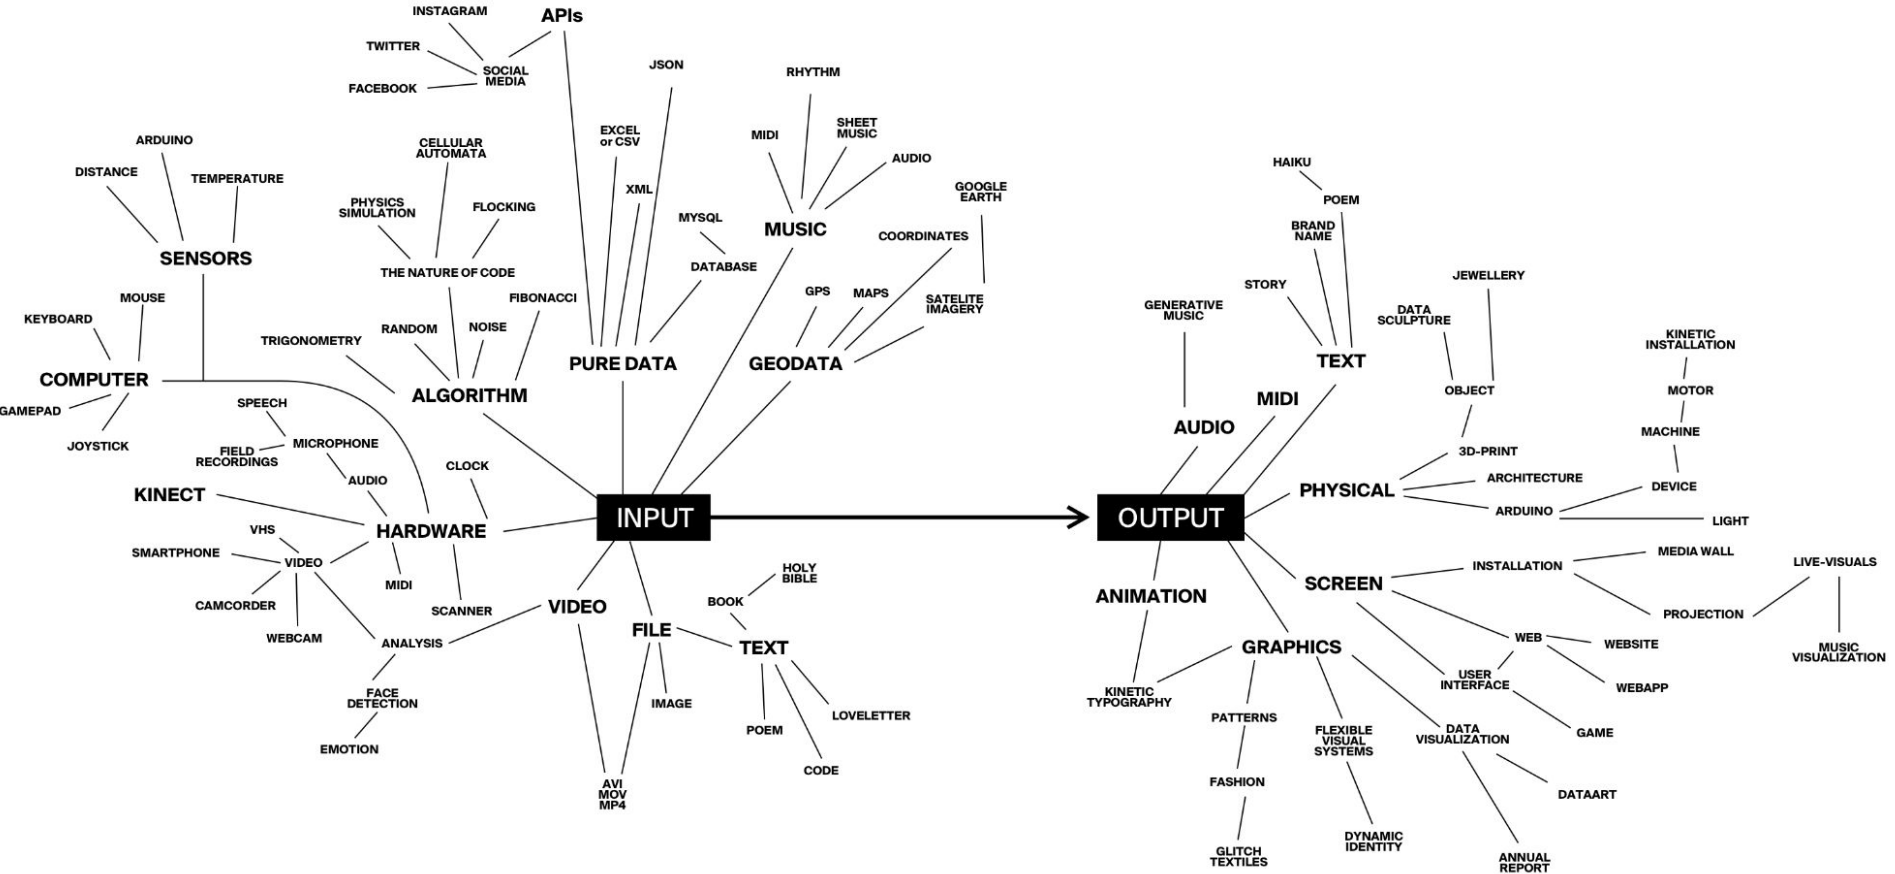 INSTAGRAM
APIs
TWITTER
SOCIAL
MEDIA
FACEBOOK
JSON
RHYTHM
EXCEL
or CSV
MIDI
SHEET
MUSIC
AUDIO
ARDUINO
DISTANCE
TEMPERATURE
SENSORS
CELLULAR
AUTOMATA
PHYSICS
SIMULATION
FLOCKING
THE NATURE OF CODE
XML
MYSQL
DATABASE
MUSIC
GOOGLE
EARTH
COORDINATES
GPS
MAPS
SATELITE
IMAGERY
MOUSE
KEYBOARD
COMPUTER
GAMEPAD
JOYSTICK
TRIGONOMETRY
RANDOM
NOISE
FIBONACCI
ALGORITHM
PURE DATA
GEODATA
SPEECH
MICROPHONE
FIELD
RECORDINGS
AUDIO
CLOCK
KINECT
HARDWARE
INPUT
VHS
SMARTPHONE
VIDEO
CAMCORDER
WEBCAM
MIDI
SCANNER
ANALYSIS
FACE
DETECTION
EMOTION
VIDEO
FILE
HOLY
BIBLE
BOOK
TEXT
IMAGE
POEM
LOVELETTER
CODE
AVI
MOV
MP4
HAIKU
POEM
BRAND
NAME
STORY
TEXT
GENERATIVE
MUSIC
AUDIO
MIDI
JEWELLERY
DATA
SCULPTURE
OBJECT
3D-PRINT
KINETIC
INSTALLATION
MOTOR
MACHINE
DEVICE
PHYSICAL
ARCHITECTURE
ARDUINO
LIGHT
OUTPUT
SCREEN
INSTALLATION
MEDIA WALL
LIVE-VISUALS
PROJECTION
MUSIC
VISUALIZATION
WEB
WEBSITE
WEBAPP
USER
INTERFACE
GAME
ANIMATION
GRAPHICS
KINETIC
TYPOGRAPHY
PATTERNS
FASHION
GLITCH
TEXTILES
FLEXIBLE
VISUAL
SYSTEMS
DYNAMIC
IDENTITY
DATA
VISUALIZATION
DATAART
ANNUAL
REPORT